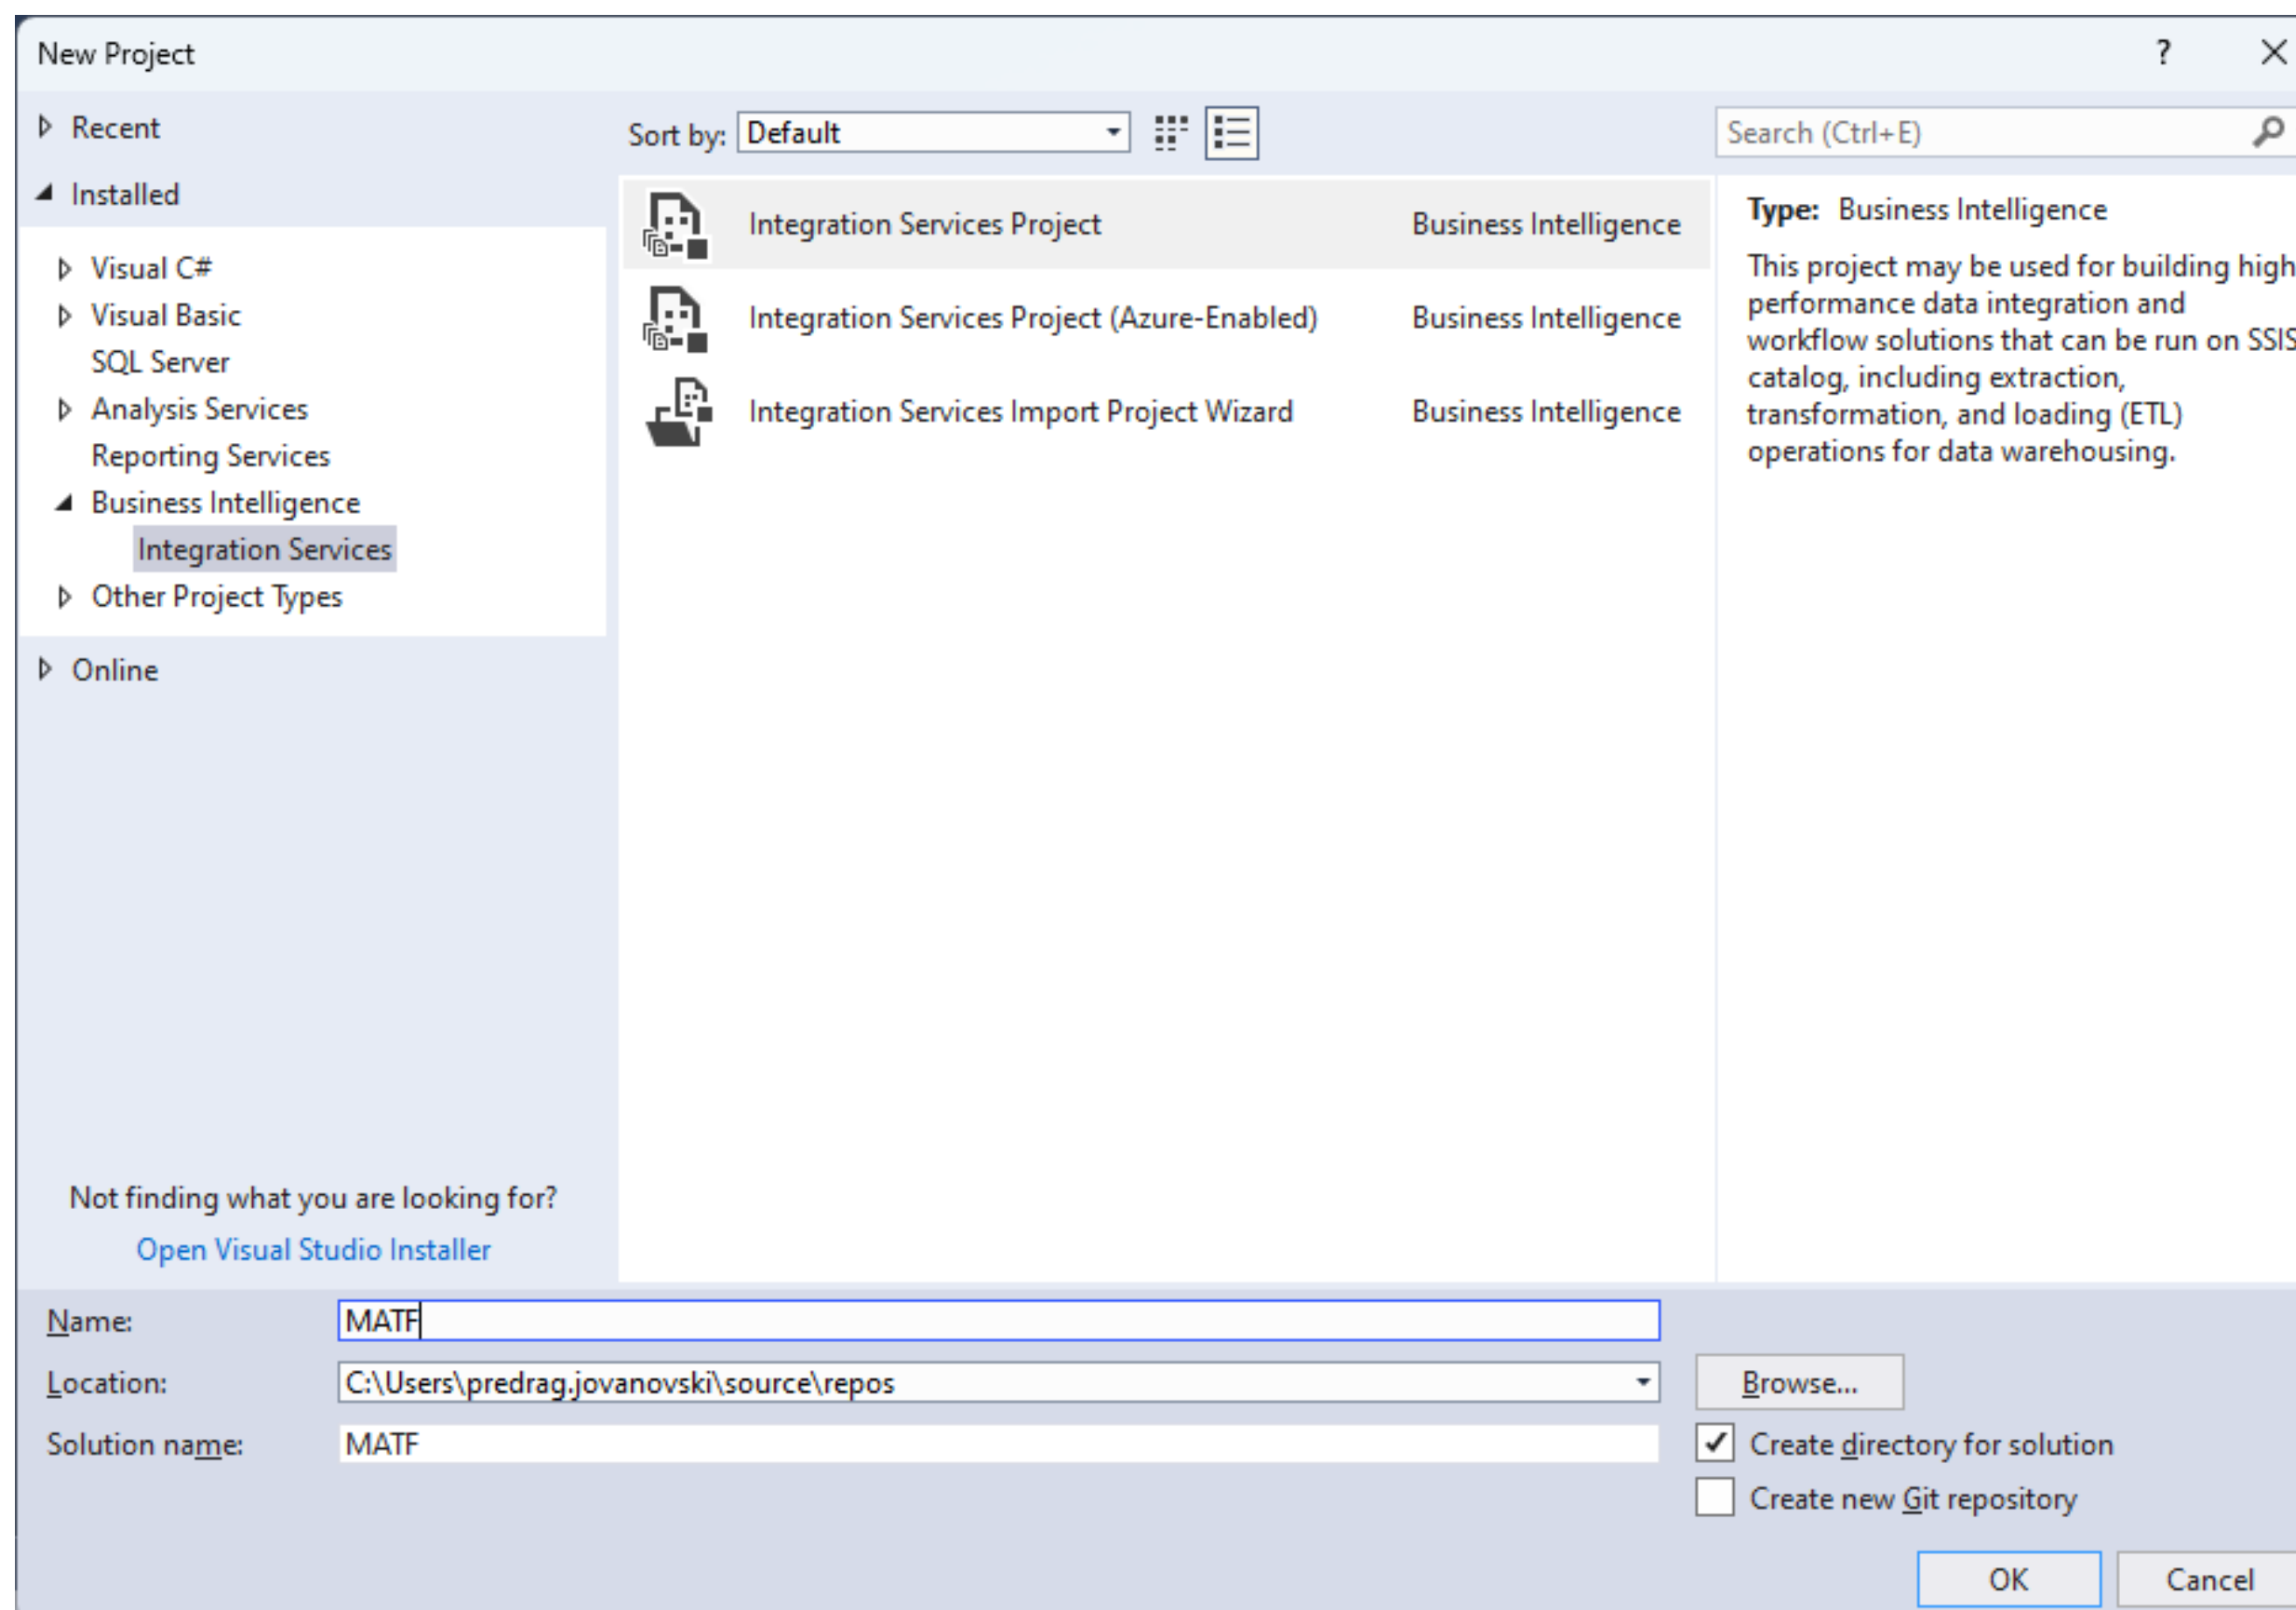 New Project
?
Recent
Installed
Visual C#
Visual Basic
SQL Server
Analysis Services
Reporting Services
Business Intelligence
Integration Services
Other Project Types
Online
Not finding what you are looking for?
Open Visual Studio Installer
Sort by: Default
Integration Services Project Business Intelligence
Integration Services Project (Azure-Enabled) Business Intelligence
Integration Services Import Project Wizard Business Intelligence
Search (Ctrl+E)
Type: Business Intelligence
This project may be used for building high
performance data integration and
workflow solutions that can be run on SSIS
catalog, including extraction,
transformation, and loading (ETL)
operations for data warehousing.
Name: MATF
Location: C:\Users\predrag.jovanovski\source\repos
Browse...
Solution name: MATF
Create directory for solution
Create new Git repository
OK Cancel